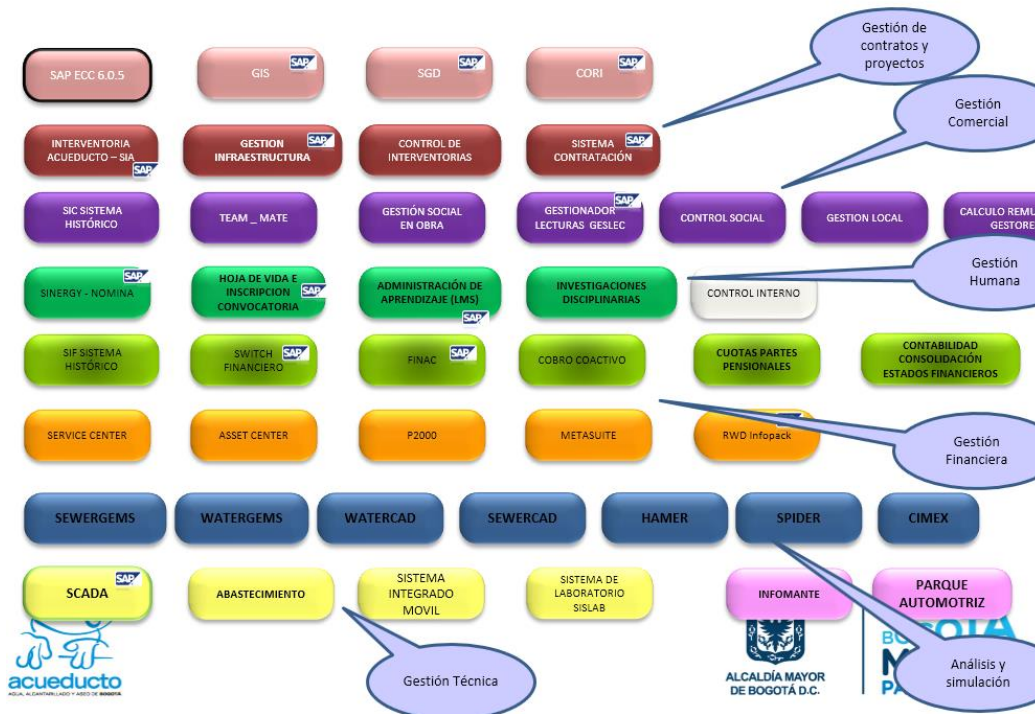 Gestión de
contratos y
proyectos
SAP ECC 6.0.5
GIS
SAP
SGD
SAP
CORI
SAP
Gestión
Comercial
INTERVENTORIA
ACUEDUCTO – SIA
SAP
GESTION
INFRAESTRUCTURA
SAP
CONTROL DE
INTERVENTORIAS
SISTEMA
CONTRATACIÓN
SAP
SIC SISTEMA
HISTÓRICO
TEAM _ MATE
GESTIÓN SOCIAL
EN OBRA
GESTIONADOR
LECTURAS GESLEC
SAP
CONTROL SOCIAL
GESTION LOCAL
CALCULO REMU
GESTORE
Gestión
Humana
SINERGY - NOMINA
SAP
HOJA DE VIDA E
INSCRIPCION
CONVOCATORIA
SAP
ADMINISTRACIÓN DE
APRENDIZAJE (LMS)
SAP
INVESTIGACIONES
DISCIPLINARIAS
CONTROL INTERNO
SIF SISTEMA
HISTÓRICO
SWITCH
FINANCIERO
SAP
FINAC
SAP
COBRO COACTIVO
CUOTAS PARTES
PENSIONALES
CONTABILIDAD
CONSOLIDACIÓN
ESTADOS FINANCIEROS
SERVICE CENTER
ASSET CENTER
P2000
METASUITE
RWD Infopack
Gestión
Financiera
SEWERGEMS
WATERGEMS
WATERCAD
SEWERCAD
HAMER
SPIDER
CIMEX
SCADA
SAP
ABASTECIMIENTO
SISTEMA
INTEGRADO
MOVIL
SISTEMA DE
LABORATORIO
SISLAB
INFOMANTE
PARQUE
AUTOMOTRIZ
acueducto
AGUA, ALCANTARILLADO Y ASEO DE BOGOTÁ
Gestión Técnica
ALCALDÍA MAYOR
DE BOGOTÁ D.C.
Análisis y
simulación